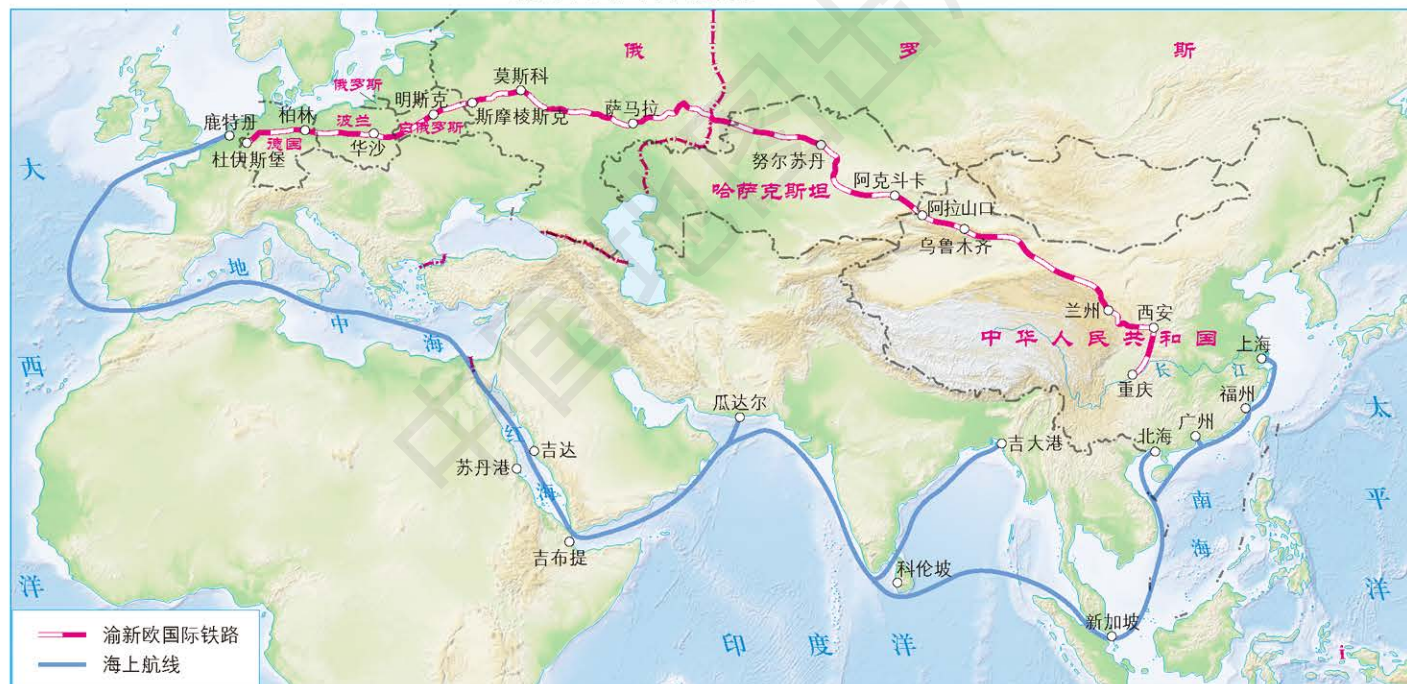 俄罗斯
莫斯科
俄罗斯
明斯克
斯摩棱斯克
萨马拉
鹿特丹
柏林
波兰
白俄罗斯
杜伊斯堡
德国
华沙
努尔苏丹
哈萨克斯坦
阿克斗卡
阿拉山口
乌鲁木齐
兰州
西安
中华人民共和国
上海
长江
重庆
福州
广州
北海
大西洋
地中海
红海
吉达
苏丹港
吉布提
瓜达尔
吉大港
科伦坡
新加坡
南海
太平洋
印度洋
渝新欧国际铁路
海上航线
中国地图出